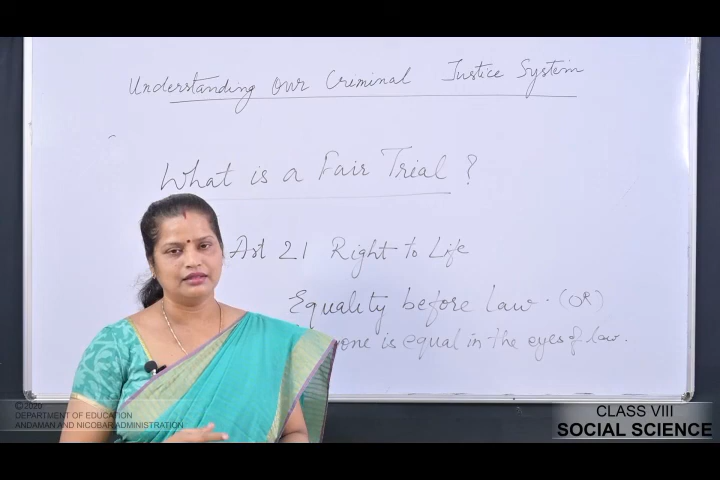 Understanding Our Criminal Justice System
What is a Fair Trial ?
Art 21 Right to Life
Equality before law. (OR)
one is equal in the eyes of law.
© 2020
DEPARTMENT OF EDUCATION
ANDAMAN AND NICOBAR ADMINISTRATION
CLASS VIII
SOCIAL SCIENCE